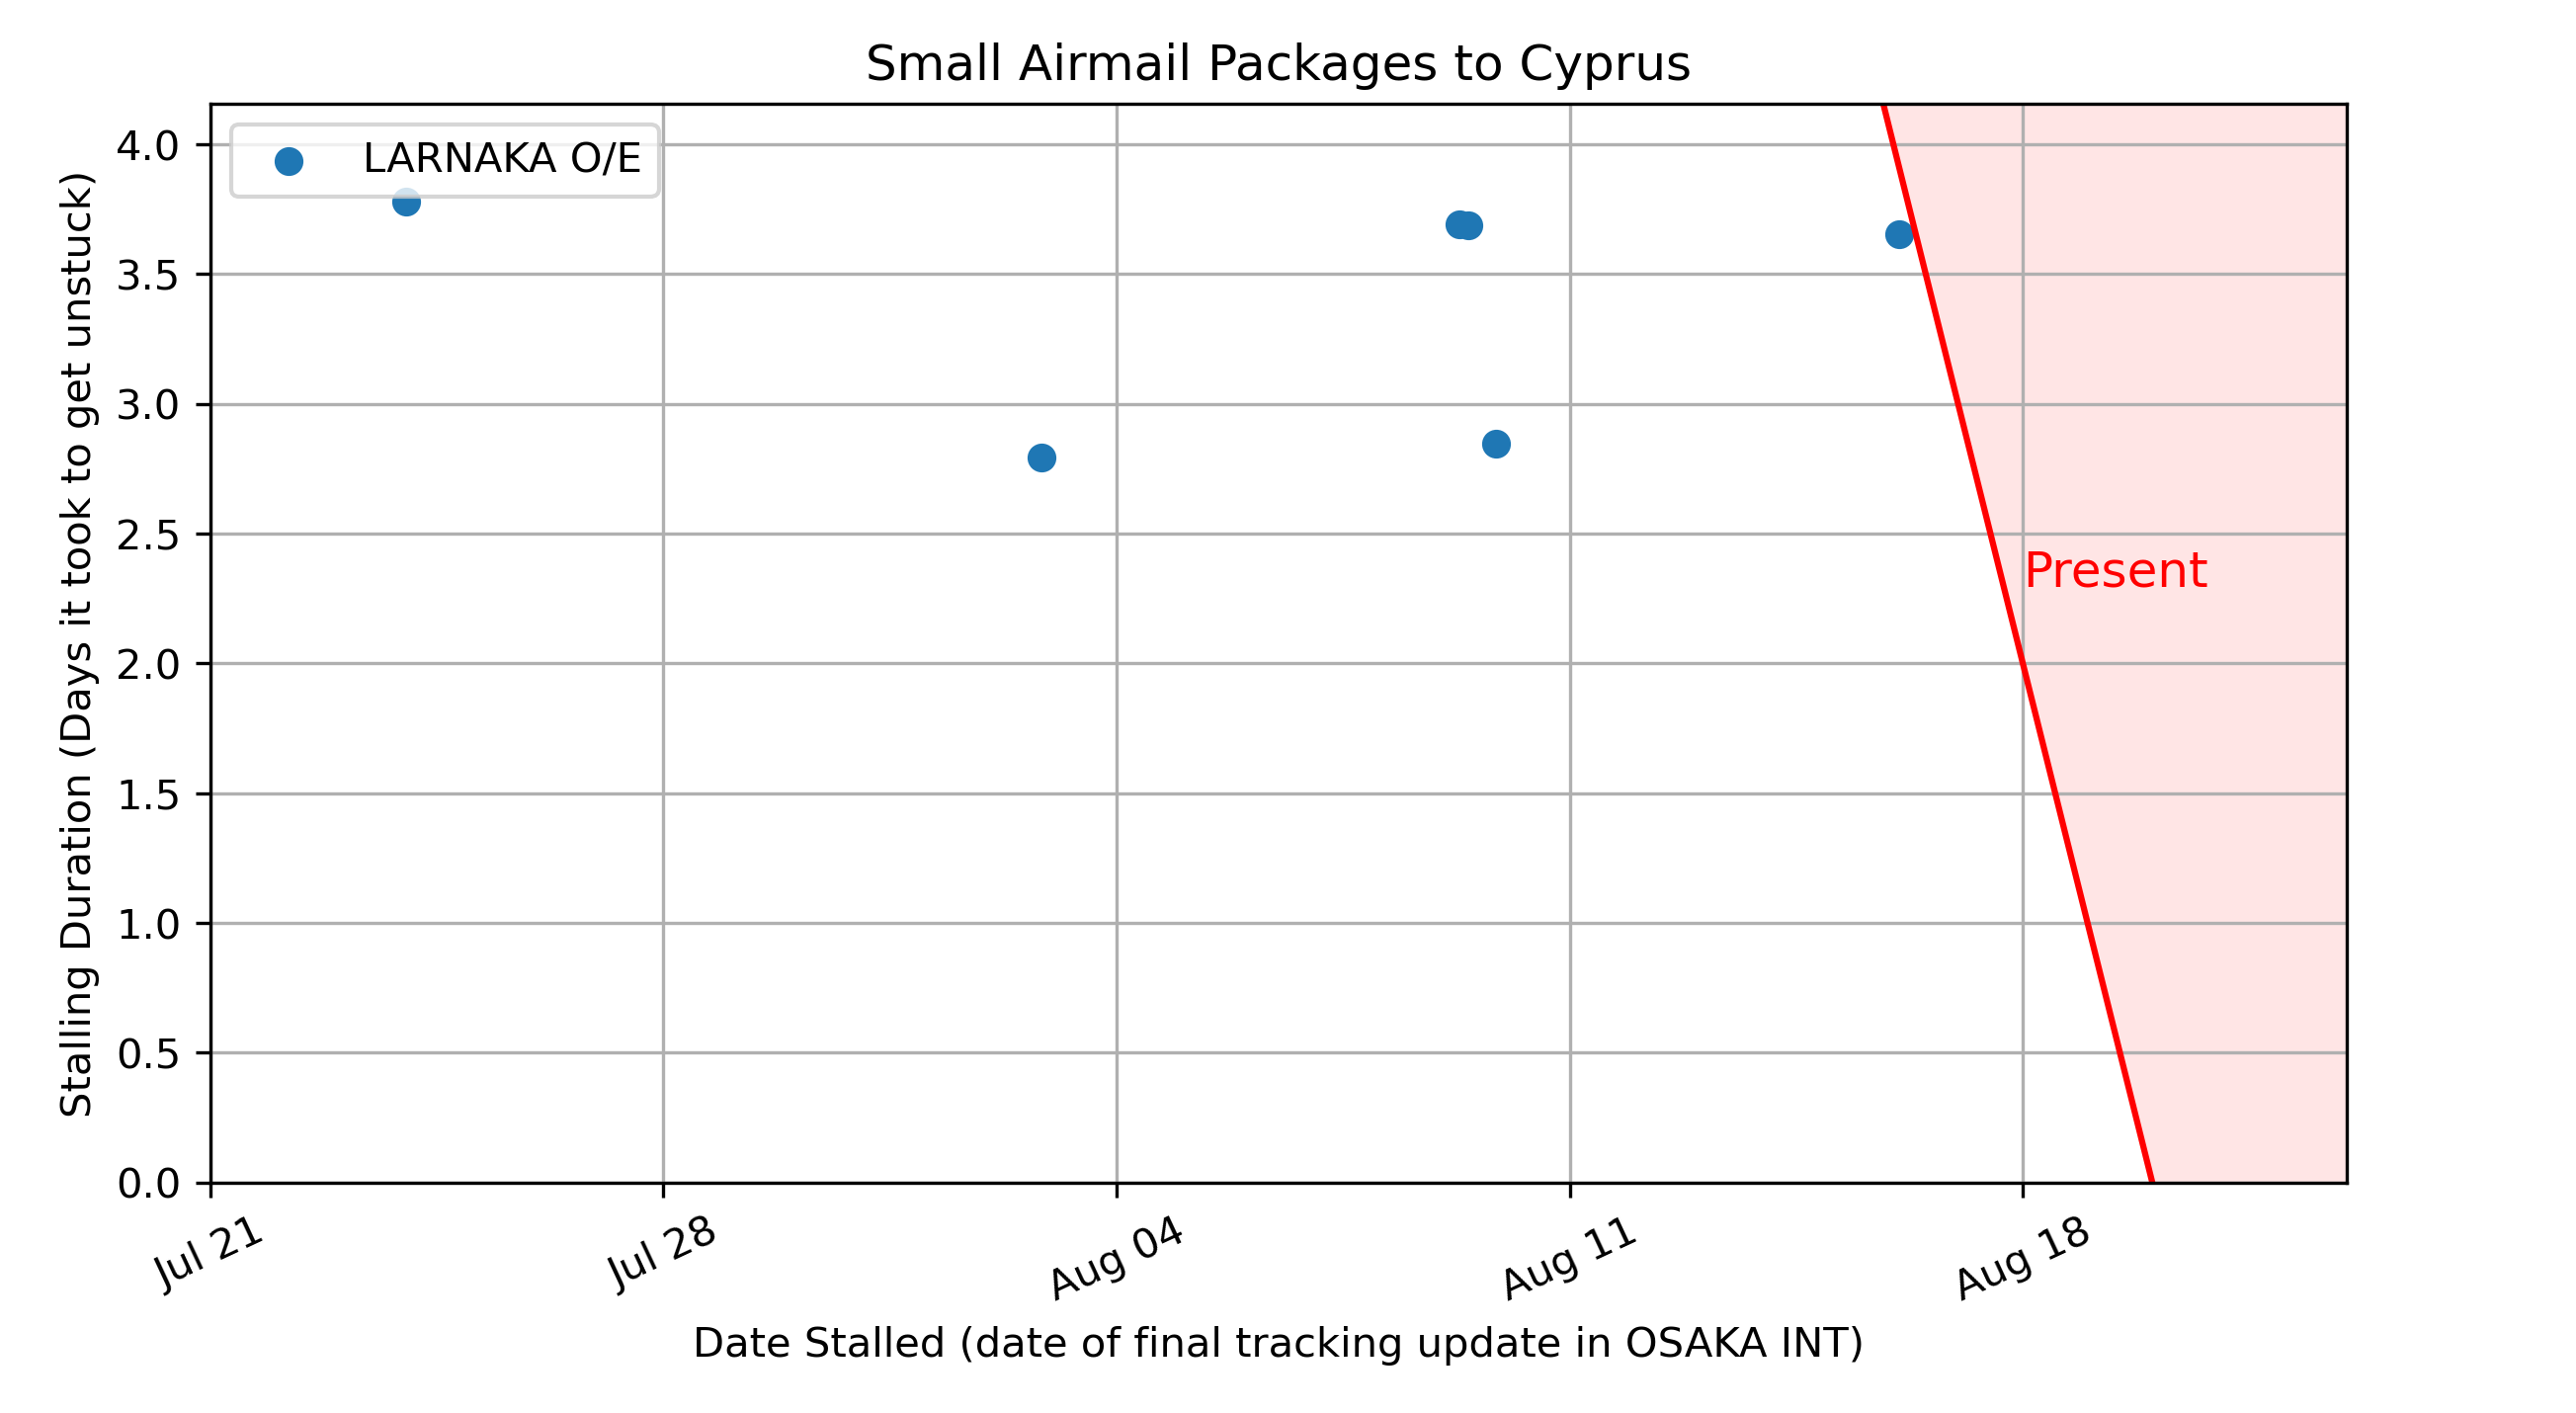 Small Airmail Packages to Cyprus
LARNAKA O/E
Stalling Duration (Days it took to get unstuck)
4.0
3.5
3.0
2.5
2.0
1.5
1.0
0.5
0.0
Present
Jul 21
Jul 28
Aug 04
Aug 11
Aug 18
Date Stalled (date of final tracking update in OSAKA INT)